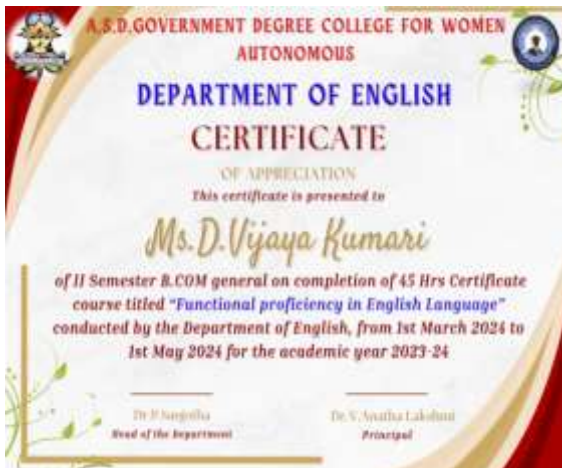 A.S.D.GOVERNMENT DEGREE COLLEGE FOR WOMEN
AUTONOMOUS
DEPARTMENT OF ENGLISH
CERTIFICATE
OF APPRECIATION
This certificate is presented to
Ms.D.Vijaya Kumari
of II Semester B.COM general on completion of 45 Hrs Certificate
course titled “Functional proficiency in English Language”
conducted by the Department of English, from 1st March 2024 to
1st May 2024 for the academic year 2023-24
Dr. V. Anatha Lakshmi
Head of the Department
Principal